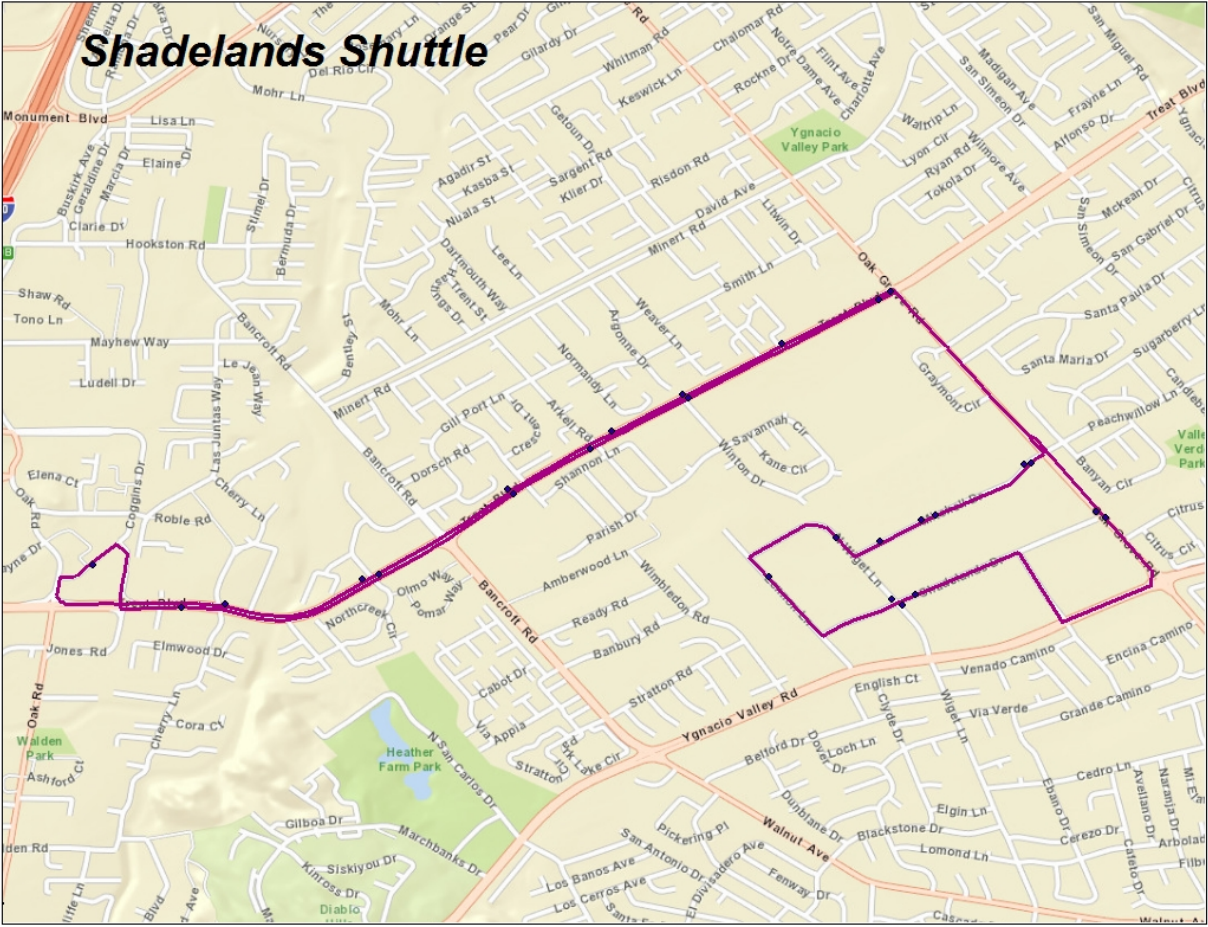 Shadelands Shuttle
Del Rio Cir
Mohr Ln
Monument Blvd
Lisa Ln
Elaine Dr
Buskirk Ave
Geraldine Dr
Marcia Dr
Clarie Dr
Hookston Rd
Stimel Dr
Bermuda Dr
Shaw Rd
Tono Ln
Mayhew Way
Ludell Dr
Bancroft Rd
Le Jean Way
Las Juntas Way
Minert Rd
Mohr Ln
Orange St
Pear Dr
Gilardy Dr
Whitman Rd
Keswick Ln
Getoun Dr
Sargent Rd
Klier Dr
Risdon Rd
David Ave
Minert Rd
Agadir St
Kasba St
Nuala St
Dartmouth Way
Lee Ln
Trent St
Litwin Dr
Smith Ln
Chalomar Rd
Rockne Dr
Notre Dame Ave
Flint Ave
Charlotte Ave
Ygnacio
Valley Park
Waltrip Ln
Lyon Cir
Ryan Rd
Tokola Dr
Wilmore Ave
San Simeon Dr
Madigan Ave
San Miguel Rd
Frayne Ln
Alfonso Dr
Treat Blvd
Mckean Dr
San Gabriel Dr
San Simeon Dr
Santa Paula Dr
Santa Maria Dr
Sugarberry Ln
Peachwillow Ln
Oak Grove Rd
Graymont Cir
Weaver Ln
Argonne Dr
Normandy Ln
Arkell Rd
Gill Port Ln
Dorsch Rd
Bancroft Rd
Shannon Ln
Savannah Cir
Kane Cir
Winton Dr
Parish Dr
Amberwood Ln
Wimbledon Rd
Ready Rd
Banbury Rd
Stratton Rd
Banyan Cir
Citrus Cir
Elena Ct
Oak Rd
Coggins Dr
Roble Rd
Cherry Ln
Olmo Way
Pomar Way
Northcreek Cir
Bancroft Rd
Jones Rd
Elmwood Dr
Cherry Ln
Cora Ct
Oak Rd
Walden
Park
Ashford Ct
Cabot Dr
Via Appia
Heather
Farm Park
N San Carlos Dr
Gilboa Dr
Marchbanks Dr
Siskiyou Dr
Kinross Dr
Ygnacio Valley Rd
Venado Camino
Encina Camino
Grande Camino
English Ct
Clyde Dr
Wiget Ln
Via Verde
Belford Dr
Dover Dr
Loch Ln
Dunblane Dr
Blackstone Dr
Elgin Ln
Lomond Ln
Ebano Dr
Cedro Ln
Cerezo Dr
Avellano Dr
Naranja Dr
Cafeto Dr
Walnut Ave
Pickering Pl
San Antonio Dr
El Divisadero Ave
Fenway Dr
Los Banos Ave
Los Cerros Ave